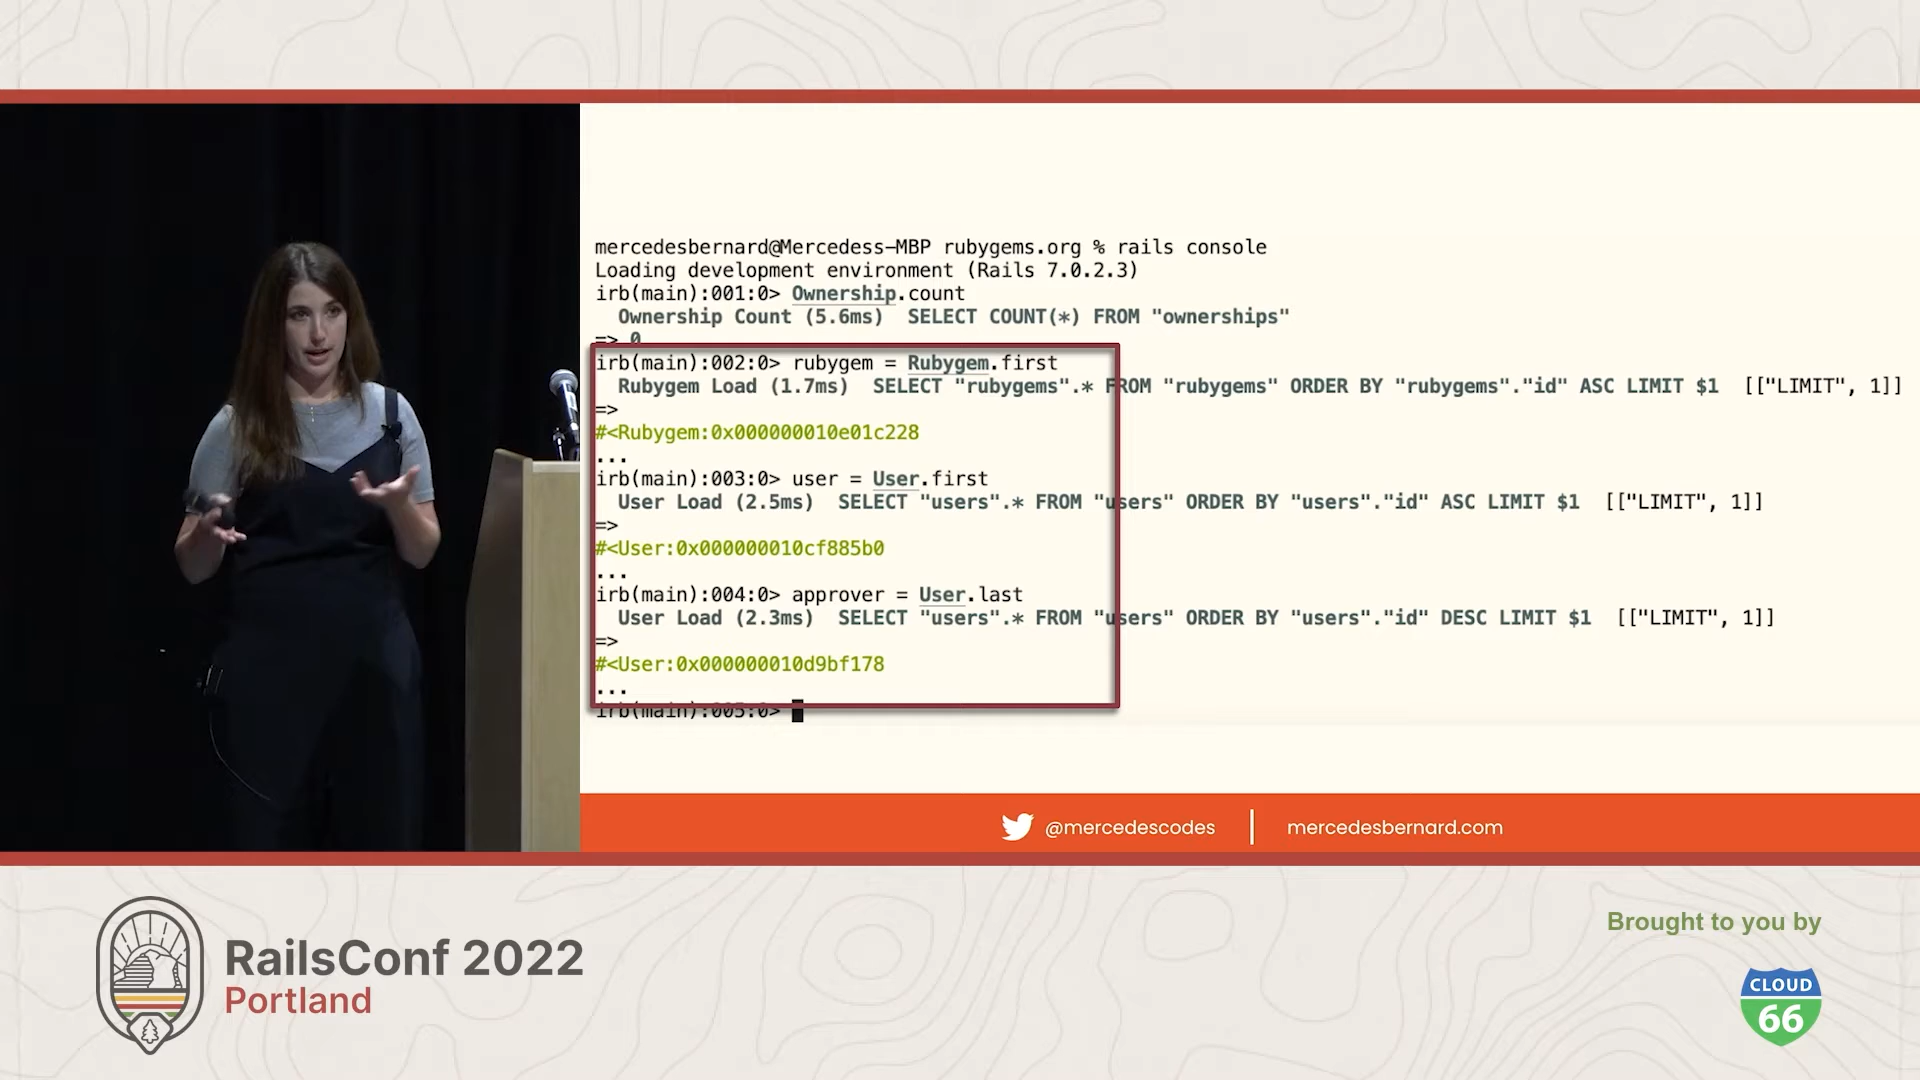 mercedesbernard@Mercedess-MBP rubygems.org % rails console
Loading development environment (Rails 7.0.2.3)
irb(main):001:0> Ownership.count
Ownership Count (5.6ms)  SELECT COUNT(*) FROM "ownerships"
=> 0
irb(main):002:0> rubygem = Rubygem.first
Rubygem Load (1.7ms)  SELECT "rubygems".* FROM "rubygems" ORDER BY "rubygems"."id" ASC LIMIT $1  [["LIMIT", 1]]
=>
#<Rubygem:0x000000010e01c228
...
irb(main):003:0> user = User.first
User Load (2.5ms)  SELECT "users".* FROM "users" ORDER BY "users"."id" ASC LIMIT $1  [["LIMIT", 1]]
=>
#<User:0x000000010cf885b0
...
irb(main):004:0> approver = User.last
User Load (2.3ms)  SELECT "users".* FROM "users" ORDER BY "users"."id" DESC LIMIT $1  [["LIMIT", 1]]
=>
#<User:0x000000010d9bf178
...
irb(main):005:0>
@mercedescodes | mercedesbernard.com
RailsConf 2022
Portland
Brought to you by
CLOUD
66